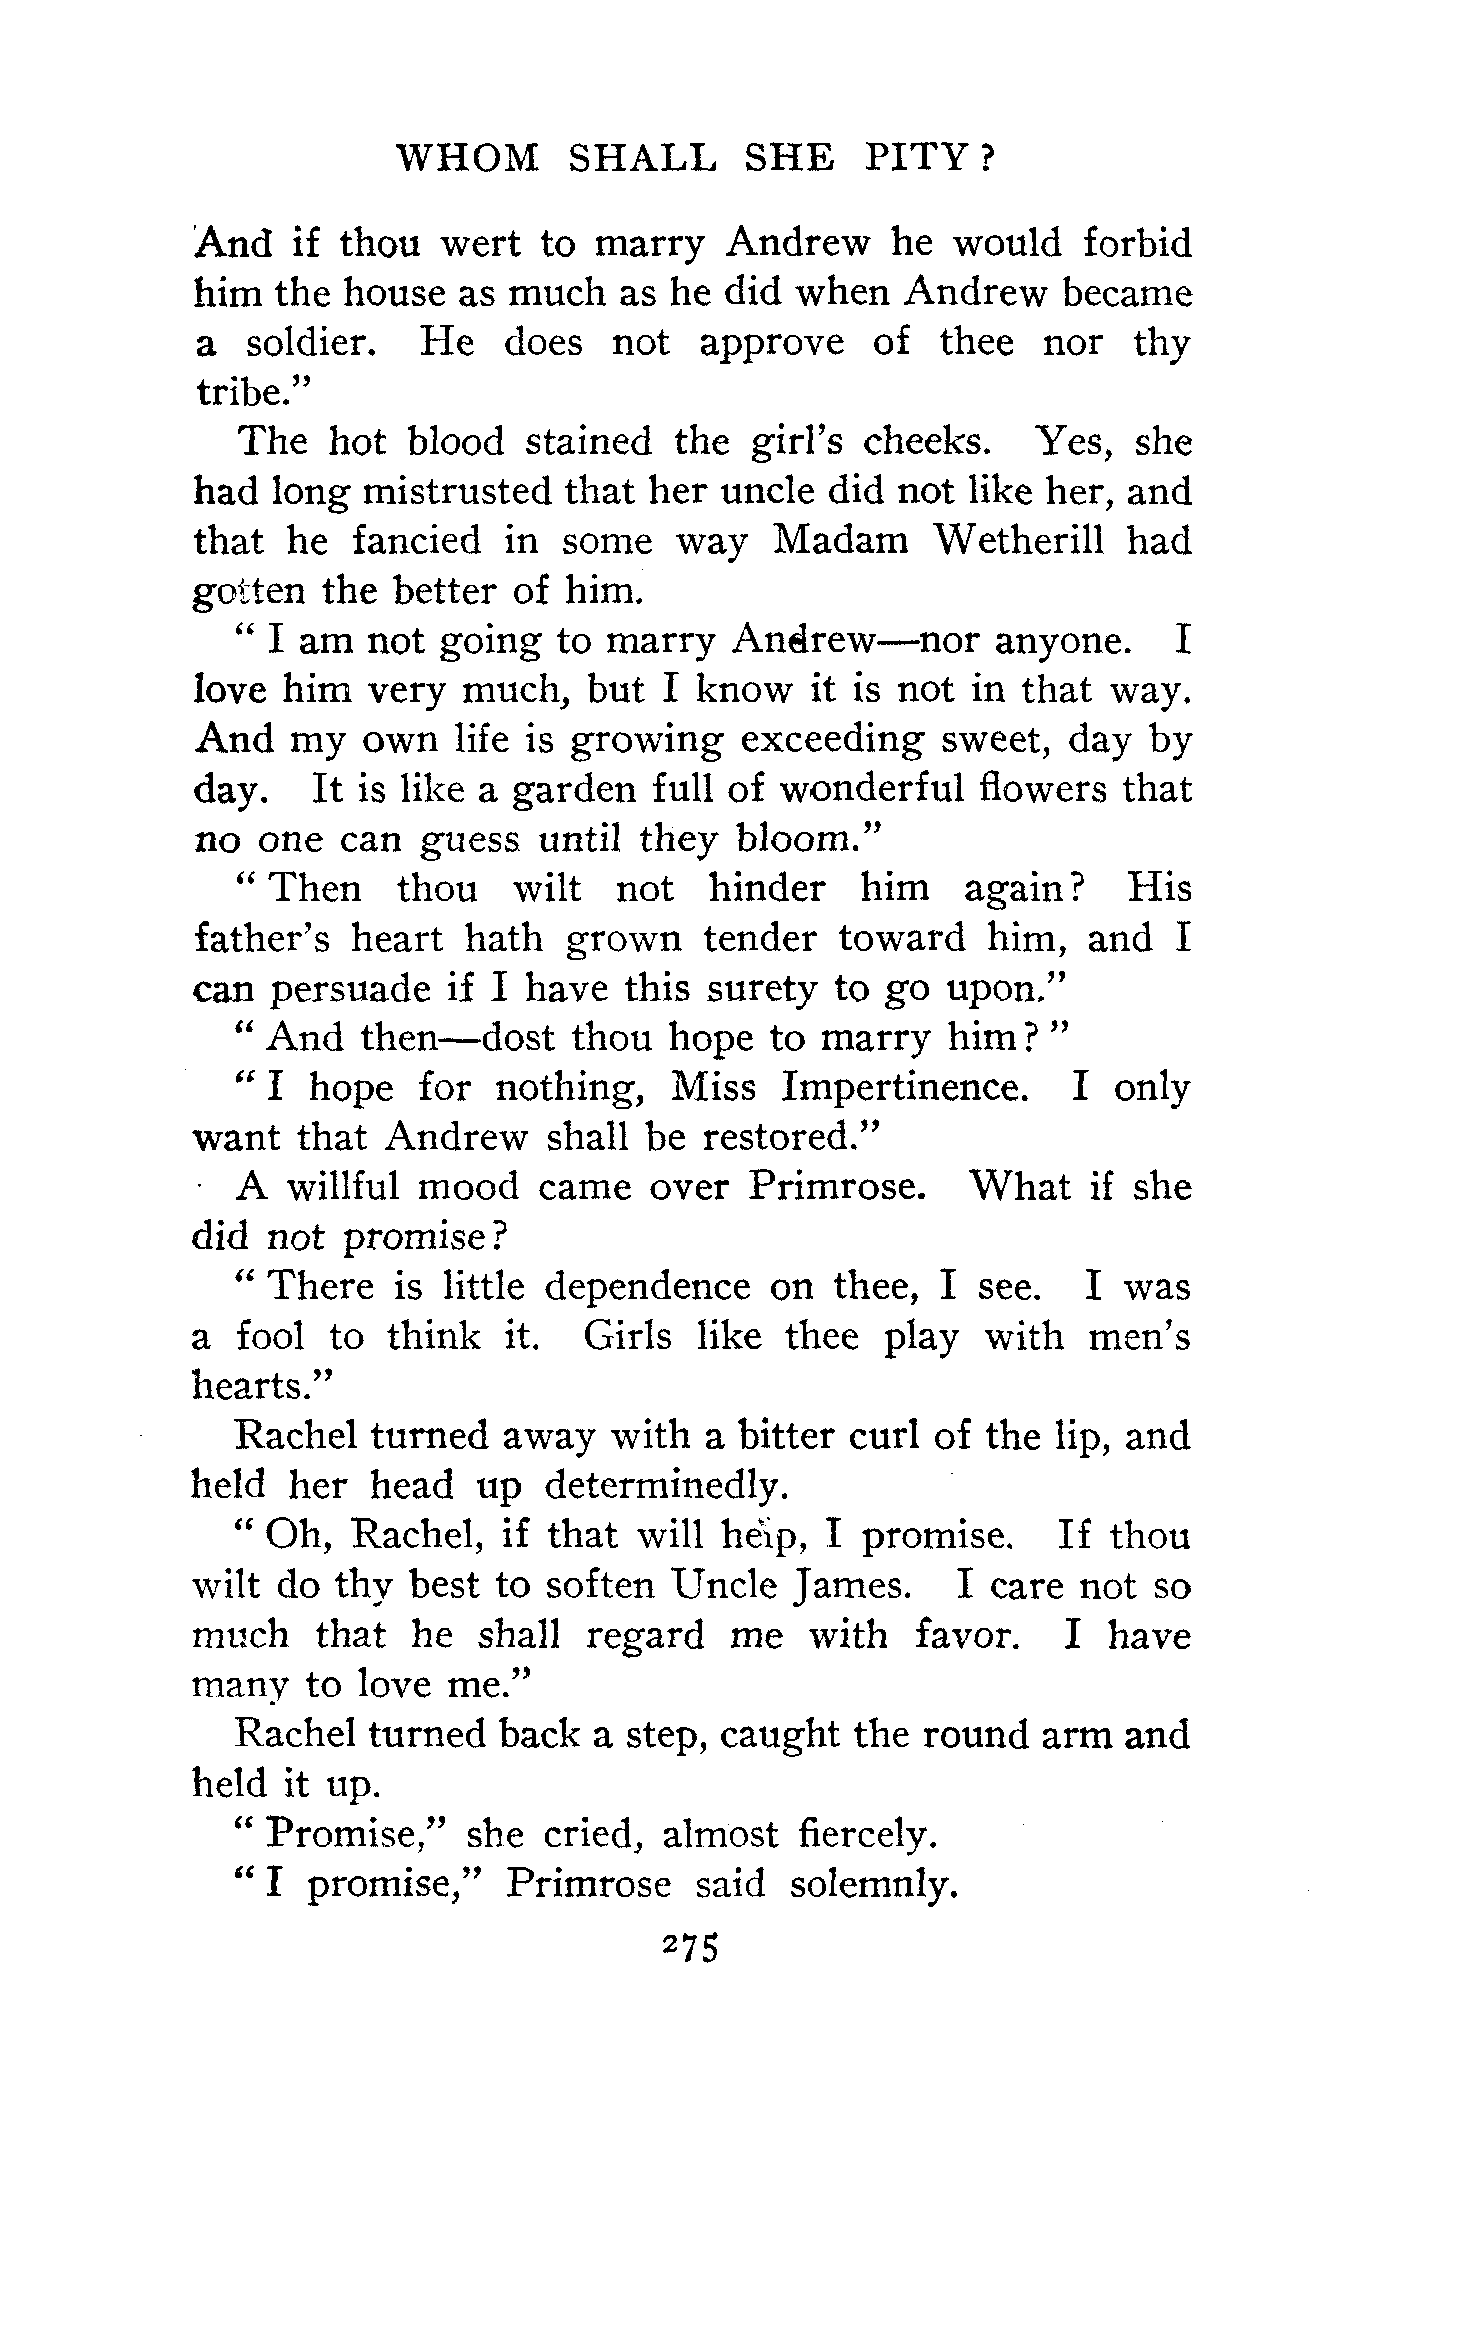 WHOM SHALL SHE PITY?
And if thou wert to marry Andrew he would forbid
him the house as much as he did when Andrew became
a soldier. He does not approve of thee nor thy
tribe."
The hot blood stained the girl's cheeks. Yes, she
had long mistrusted that her uncle did not like her, and
that he fancied in some way Madam Wetherill had
gotten the better of him.
"I am not going to marry Andrew—nor anyone. I
love him very much, but I know it is not in that way.
And my own life is growing exceeding sweet, day by
day. It is like a garden full of wonderful flowers that
no one can guess until they bloom."
"Then thou wilt not hinder him again? His
father's heart hath grown tender toward him, and I
can persuade if I have this surety to go upon."
"And then—dost thou hope to marry him?"
"I hope for nothing, Miss Impertinence. I only
want that Andrew shall be restored."
A willful mood came over Primrose. What if she
did not promise?
"There is little dependence on thee, I see. I was
a fool to think it. Girls like thee play with men's
hearts."
Rachel turned away with a bitter curl of the lip, and
held her head up determinedly.
"Oh, Rachel, if that will help, I promise. If thou
wilt do thy best to soften Uncle James. I care not so
much that he shall regard me with favor. I have
many to love me."
Rachel turned back a step, caught the round arm and
held it up.
"Promise," she cried, almost fiercely.
"I promise," Primrose said solemnly.
275